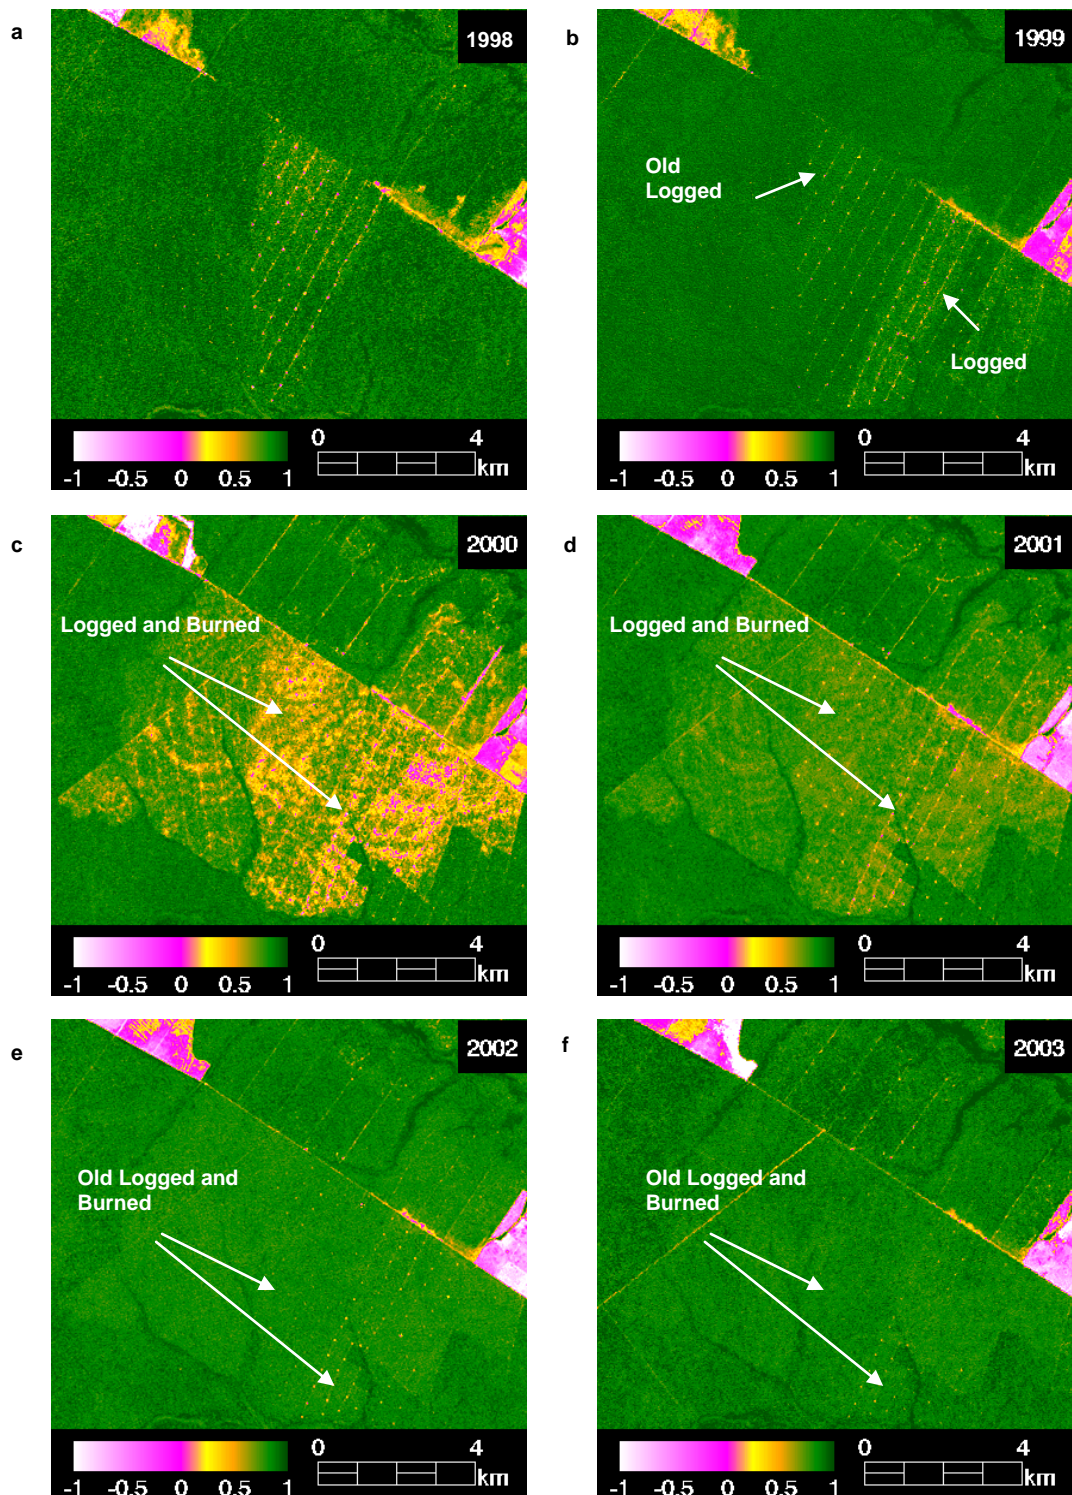 a
1998
0
4
-1 -0.5 0 0.5 1
km
b
1999
Old
Logged
Logged
0
4
-1 -0.5 0 0.5 1
km
c
2000
Logged and Burned
0
4
-1 -0.5 0 0.5 1
km
d
2001
Logged and Burned
0
4
-1 -0.5 0 0.5 1
km
e
2002
Old Logged and
Burned
0
4
-1 -0.5 0 0.5 1
km
f
2003
Old Logged and
Burned
0
4
-1 -0.5 0 0.5 1
km